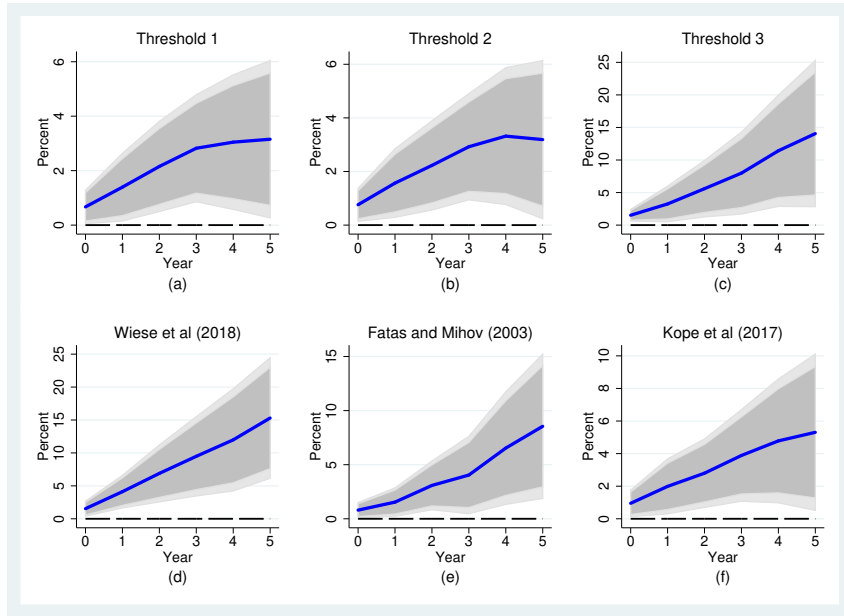 Threshold 1
Threshold 2
Threshold 3
Percent
0
2
4
6
0 1 2 3 4 5
Year
(a)
Percent
0
2
4
6
0 1 2 3 4 5
Year
(b)
Percent
0
5
10
15
20
25
0 1 2 3 4 5
Year
(c)
Wiese et al (2018)
Fatas and Mihov (2003)
Kope et al (2017)
Percent
0
5
10
15
20
25
0 1 2 3 4 5
Year
(d)
Percent
0
5
10
15
0 1 2 3 4 5
Year
(e)
Percent
0
2
4
6
8
10
0 1 2 3 4 5
Year
(f)